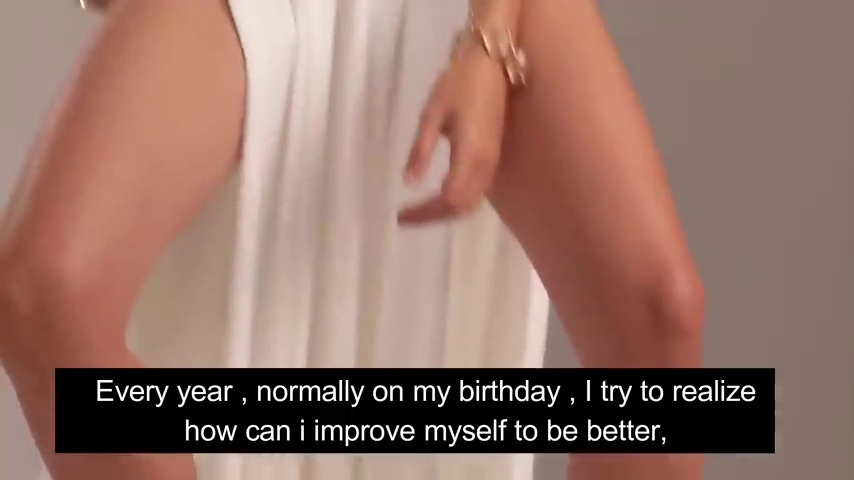 Every year , normally on my birthday , I try to realize
how can i improve myself to be better,